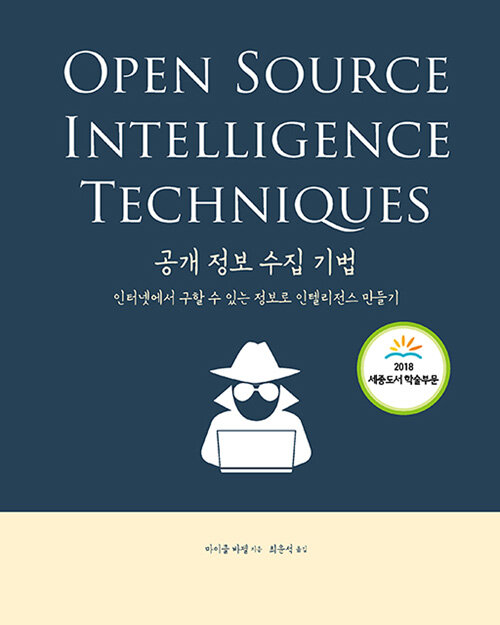 OPEN SOURCE
INTELLIGENCE
TECHNIQUES
공개 정보 수집 기법
인터넷에서 구할 수 있는 정보로 인텔리전스 만들기
2018
세종도서 학술부문
마이클 바젤 지음 최윤석 옮김